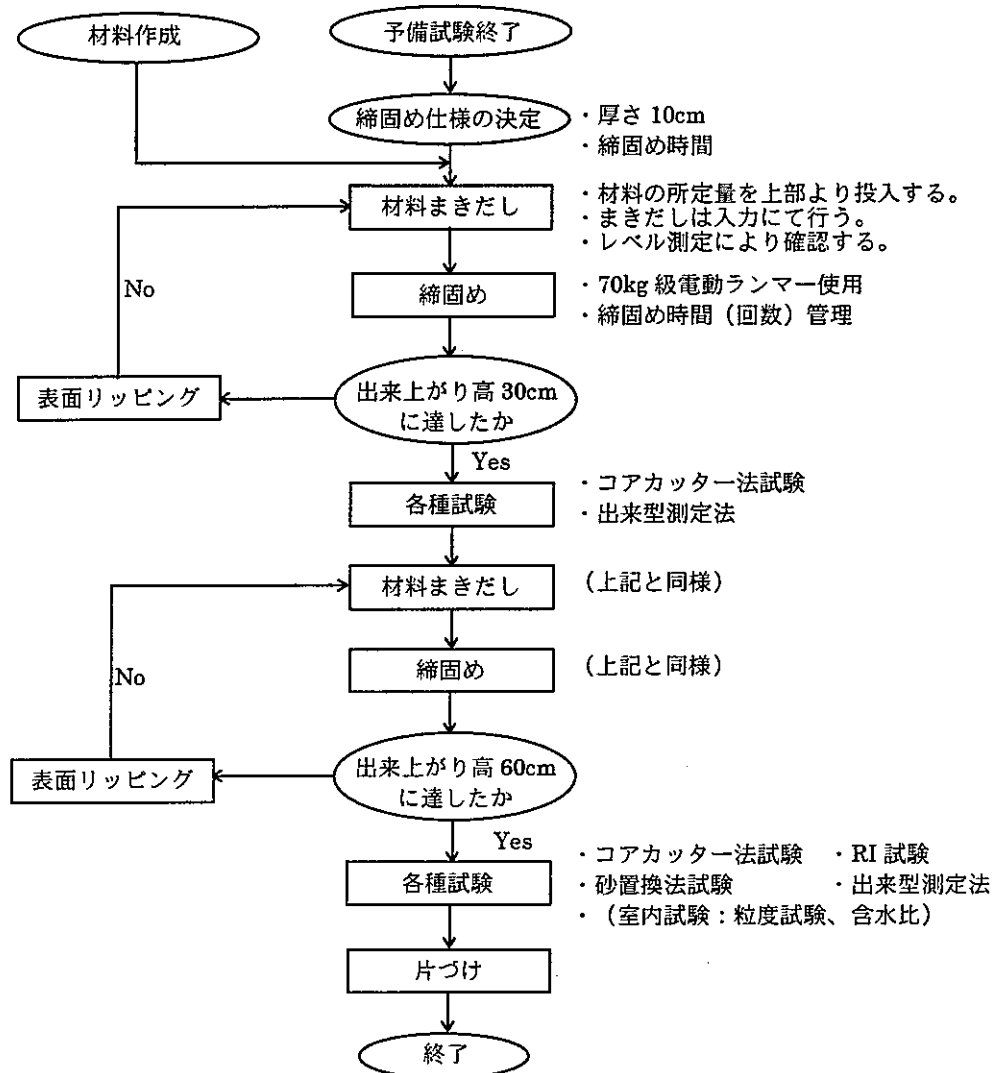 材料作成
予備試験終了
締固め仕様の決定
・厚さ 10cm
・締固め時間
材料まきだし
・材料の所定量を上部より投入する。
・まきだしは入力にて行う。
・レベル測定により確認する。
No
締固め
・70kg 級電動ランマー使用
・締固め時間（回数）管理
表面リッピング
出来上がり高 30cm
に達したか
Yes
各種試験
・コアカッター法試験
・出来型測定法
材料まきだし
（上記と同様）
No
締固め
（上記と同様）
表面リッピング
出来上がり高 60cm
に達したか
Yes
各種試験
・コアカッター法試験 ・RI 試験
・砂置換法試験 ・出来型測定法
・（室内試験：粒度試験、含水比）
片づけ
終了